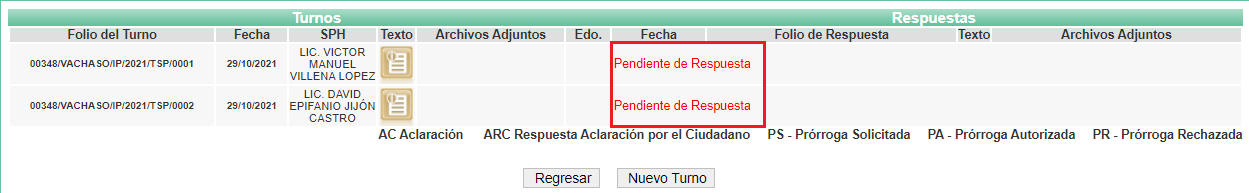 Turnos Respuestas
Folio del Turno Fecha SPH Texto Archivos Adjuntos Edo. Fecha Folio de Respuesta Texto Archivos Adjuntos
00348/VACHASO/IP/2021/TSP/0001 29/10/2021 LIC. VICTOR MANUEL VILLENA LOPEZ Pendiente de Respuesta
00348/VACHASO/IP/2021/TSP/0002 29/10/2021 LIC. DAVID EPIFANIO JIJÓN CASTRO Pendiente de Respuesta
AC Aclaración ARC Respuesta Aclaración por el Ciudadano PS - Prórroga Solicitada PA - Prórroga Autorizada PR - Prórroga Rechazada
Regresar Nuevo Turno